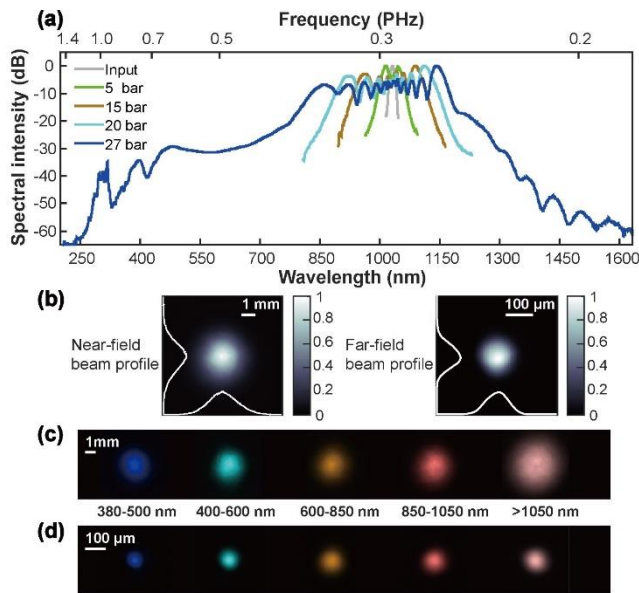 (a)
Frequency (PHz)
1.4 1.0 0.7 0.5 0.3 0.2
Spectral intensity (dB)
0
-10
-20
-30
-40
-50
-60
Input
5 bar
15 bar
20 bar
27 bar
250 400 550 700 850 1000 1150 1300 1450 1600
Wavelength (nm)
(b)
Near-field
beam profile
1 mm
1
0.8
0.6
0.4
0.2
0
Far-field
beam profile
100 µm
1
0.8
0.6
0.4
0.2
0
(c)
1mm
380-500 nm 400-600 nm 600-850 nm 850-1050 nm >1050 nm
(d)
100 µm